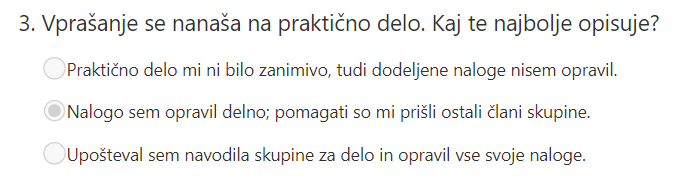 3. Vprašanje se nanaša na praktično delo. Kaj te najbolje opisuje?
Praktično delo mi ni bilo zanimivo, tudi dodeljene naloge nisem opravil.
Nalogo sem opravil delno; pomagati so mi prišli ostali člani skupine.
Upošteval sem navodila skupine za delo in opravil vse svoje naloge.